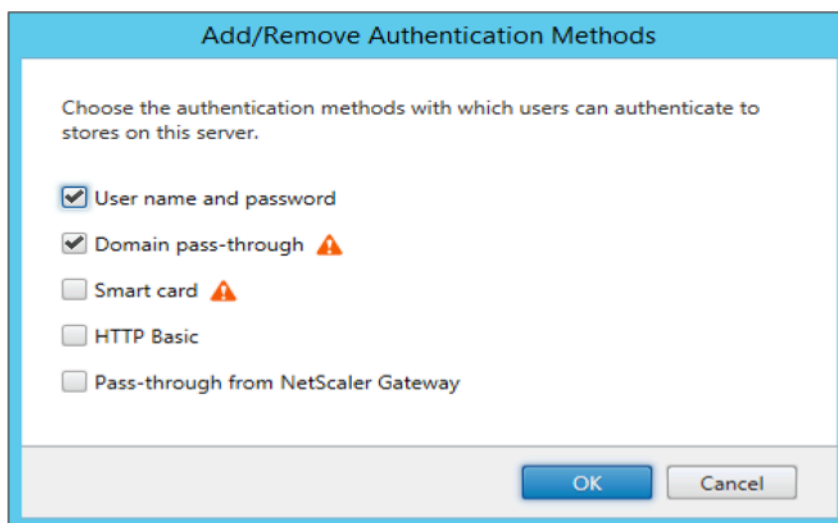 Add/Remove Authentication Methods
Choose the authentication methods with which users can authenticate to
stores on this server.
User name and password
Domain pass-through
Smart card
HTTP Basic
Pass-through from NetScaler Gateway
OK
Cancel